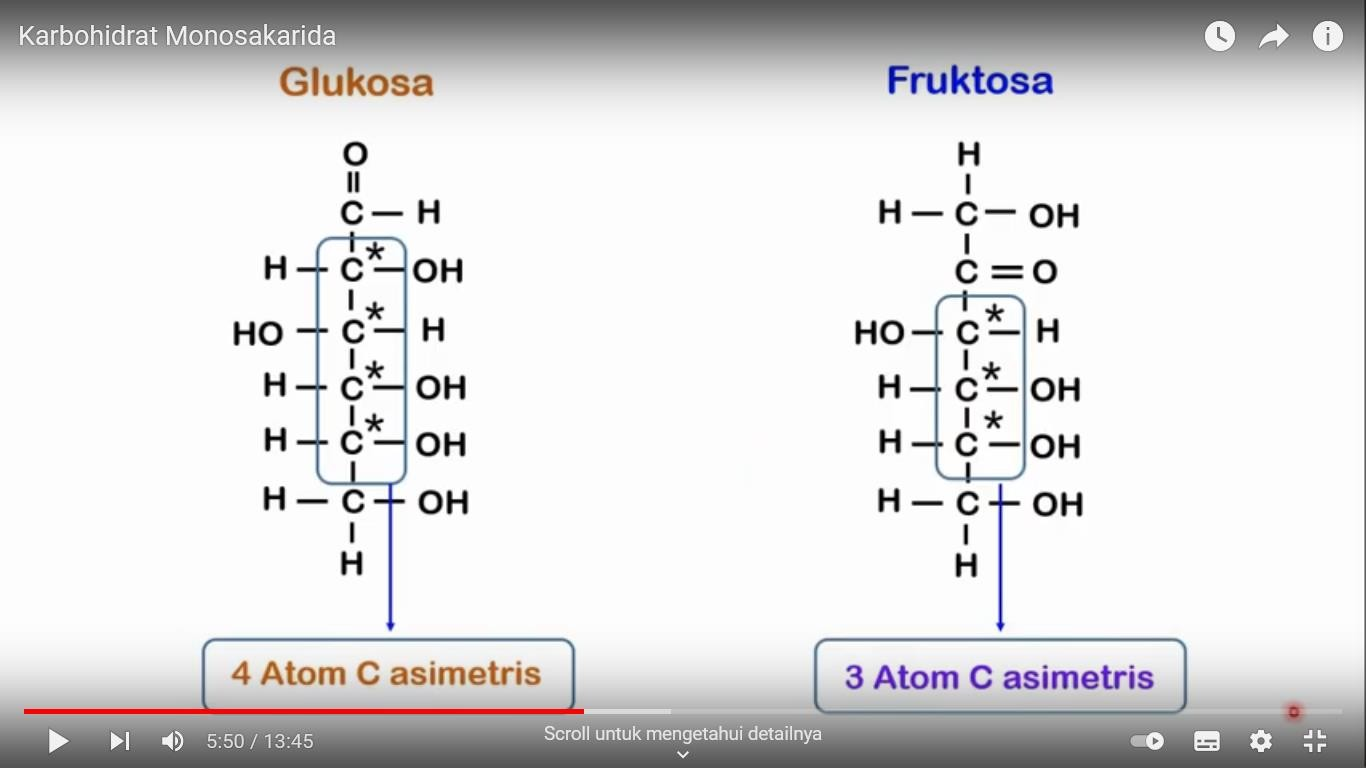 Karbohidrat Monosakarida
Glukosa
O
C — H
H — C* — OH
HO — C* — H
H — C* — OH
H — C* — OH
H — C — OH
H
4 Atom C asimetris
Fruktosa
H
H — C — OH
C = O
HO — C* — H
H — C* — OH
H — C* — OH
H — C — OH
H
3 Atom C asimetris
5:50 / 13:45
Scroll untuk mengetahui detailnya